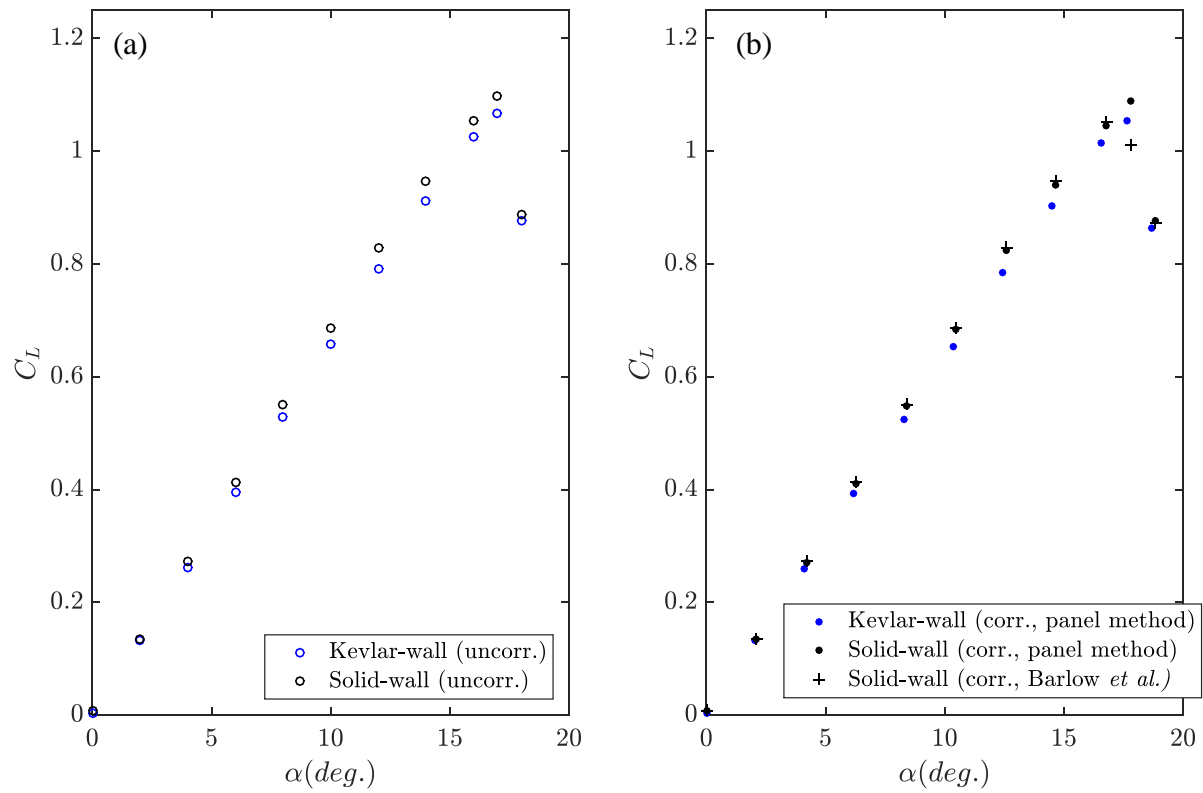 (a)
1.2
1
0.8
0.6
0.4
0.2
0
C_L
0 5 10 15 20
α(deg.)
Kevlar-wall (uncorr.)
Solid-wall (uncorr.)
(b)
1.2
1
0.8
0.6
0.4
0.2
0
C_L
0 5 10 15 20
α(deg.)
Kevlar-wall (corr., panel method)
Solid-wall (corr., panel method)
Solid-wall (corr., Barlow et al.)